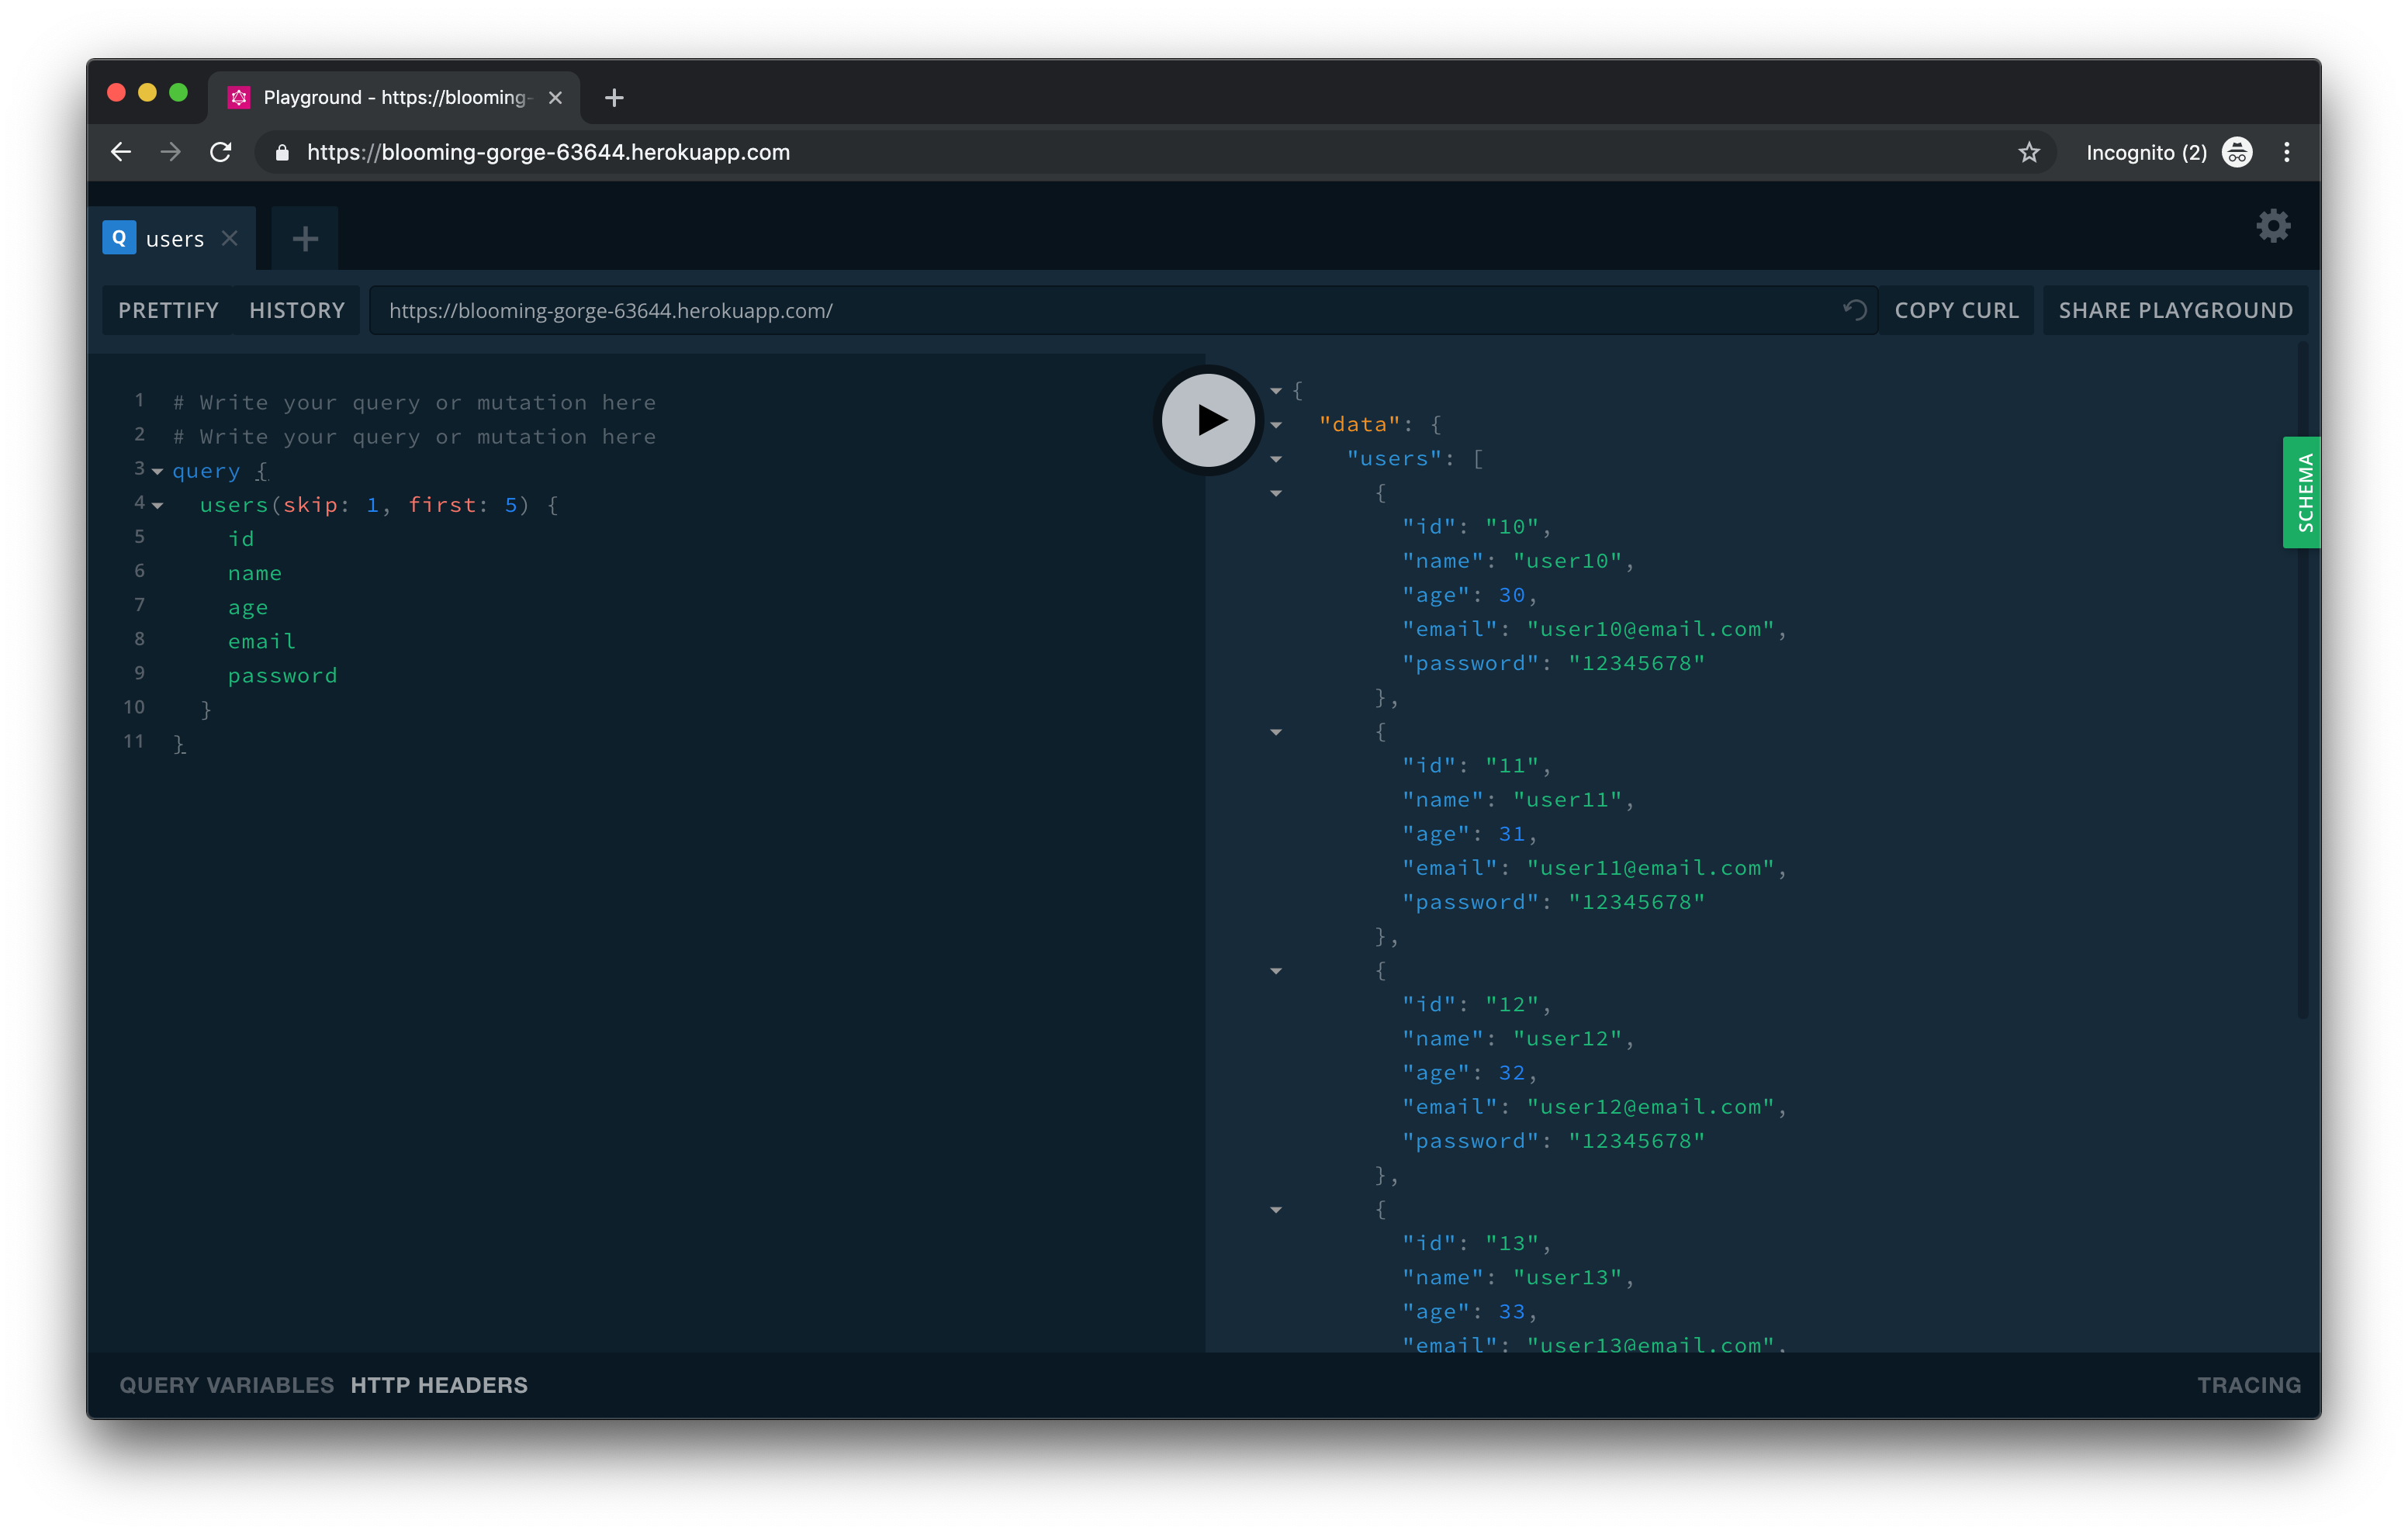 Playground - https://blooming-
https://blooming-gorge-63644.herokuapp.com
Incognito (2)
Q users
PRETTIFY HISTORY https://blooming-gorge-63644.herokuapp.com/ COPY CURL SHARE PLAYGROUND
1 # Write your query or mutation here
2 # Write your query or mutation here
3 query {
4 users(skip: 1, first: 5) {
5 id
6 name
7 age
8 email
9 password
10 }
11 }
{
"data": {
"users": [
{
"id": "10",
"name": "user10",
"age": 30,
"email": "user10@email.com",
"password": "12345678"
},
{
"id": "11",
"name": "user11",
"age": 31,
"email": "user11@email.com",
"password": "12345678"
},
{
"id": "12",
"name": "user12",
"age": 32,
"email": "user12@email.com",
"password": "12345678"
},
{
"id": "13",
"name": "user13",
"age": 33,
"email": "user13@email.com",
SCHEMA
QUERY VARIABLES HTTP HEADERS
TRACING